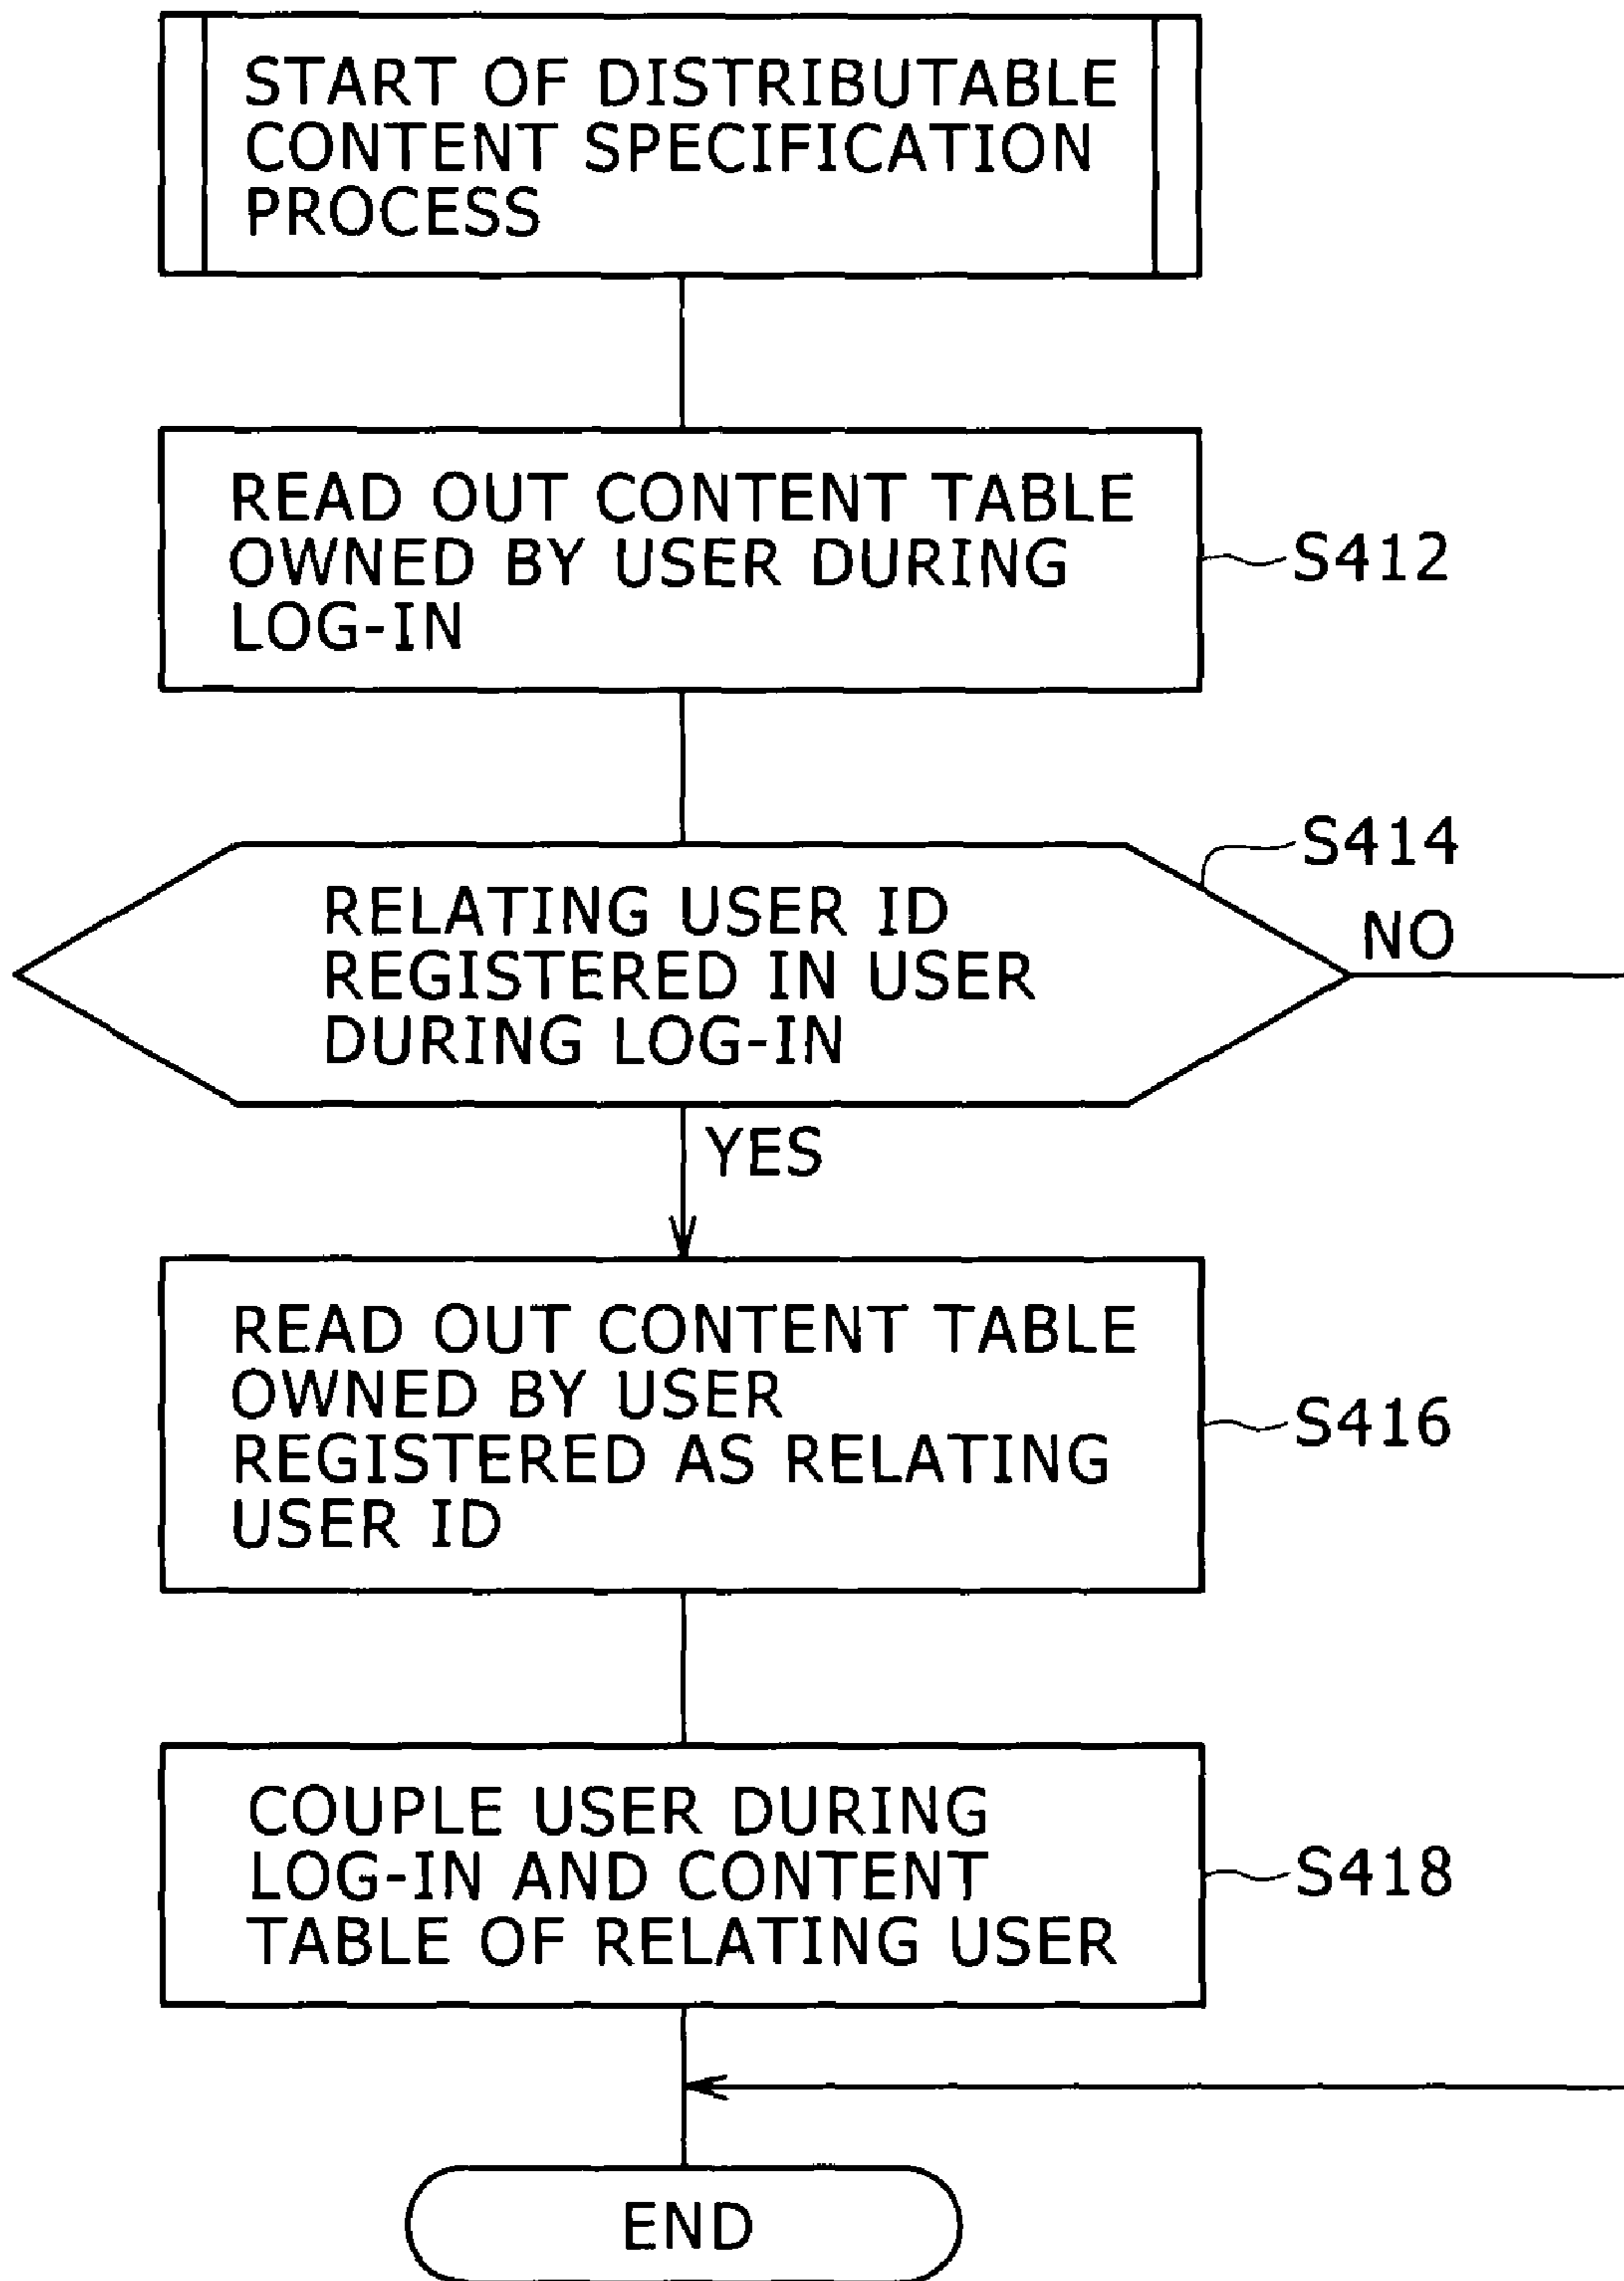 START OF DISTRIBUTABLE
CONTENT SPECIFICATION
PROCESS
READ OUT CONTENT TABLE
OWNED BY USER DURING
LOG-IN
S412
S414
RELATING USER ID
REGISTERED IN USER
DURING LOG-IN
NO
YES
READ OUT CONTENT TABLE
OWNED BY USER
REGISTERED AS RELATING
USER ID
S416
COUPLE USER DURING
LOG-IN AND CONTENT
TABLE OF RELATING USER
S418
END